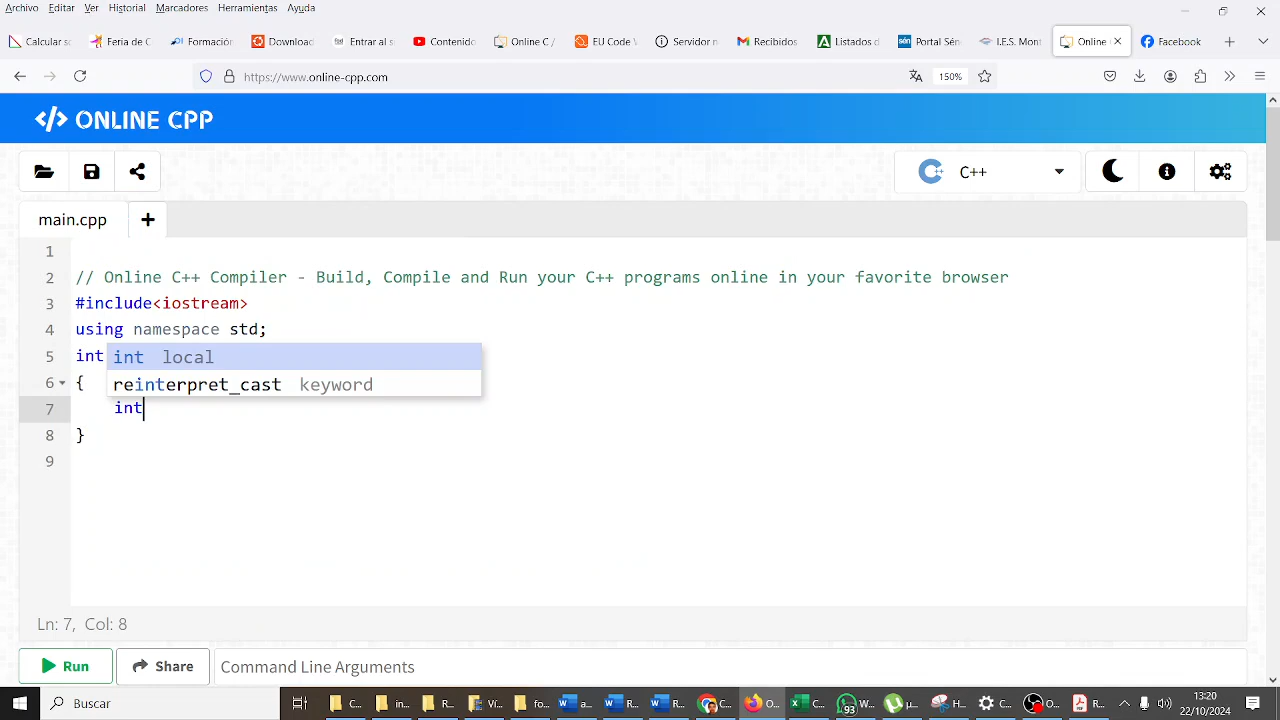 Archivo Editar Ver Historial Marcadores Herramientas Ayuda
Calcular so Faria de C Formación Download Entrar al s Contenido Online C / EU Code W Servidor n Recibidos Listados d Portal Sén I.E.S. Mont Online Facebook
https://www.online-cpp.com 150%
</> ONLINE CPP
C++
main.cpp +
1
2 // Online C++ Compiler - Build, Compile and Run your C++ programs online in your favorite browser
3 #include<iostream>
4 using namespace std;
5 int
int local
6 {
reinterpret_cast keyword
7 int
8 }
9
Ln: 7, Col: 8
Run Share Command Line Arguments
Buscar 93 13:20
22/10/2024